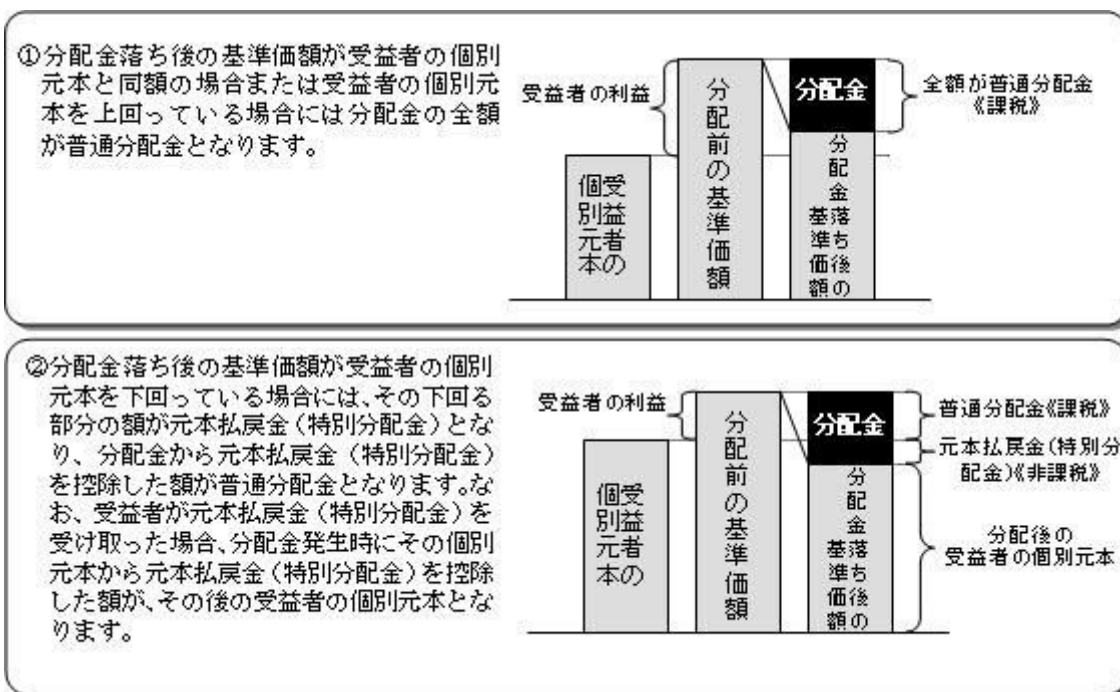 ①分配金落ち後の基準価額が受益者の個別
元本と同額の場合または受益者の個別元
本を上回っている場合には分配金の全額
が普通分配金となります。
受益者の利益
個別元本
受益者の
分配前の基準価額
分配金
基準価額
分配金落ち後の
全額が普通分配金
《課税》
②分配金落ち後の基準価額が受益者の個別
元本を下回っている場合には、その下回る
部分の額が元本払戻金(特別分配金)とな
り、分配金から元本払戻金(特別分配金)
を控除した額が普通分配金となります。な
お、受益者が元本払戻金(特別分配金)を
受け取った場合、分配金発生時にその個別
元本から元本払戻金(特別分配金)を控除
した額が、その後の受益者の個別元本とな
ります。
受益者の利益
個別元本
受益者の
分配前の基準価額
分配金
基準価額
分配金落ち後の
普通分配金《課税》
元本払戻金(特別分
配金)《非課税》
分配後の
受益者の個別元本